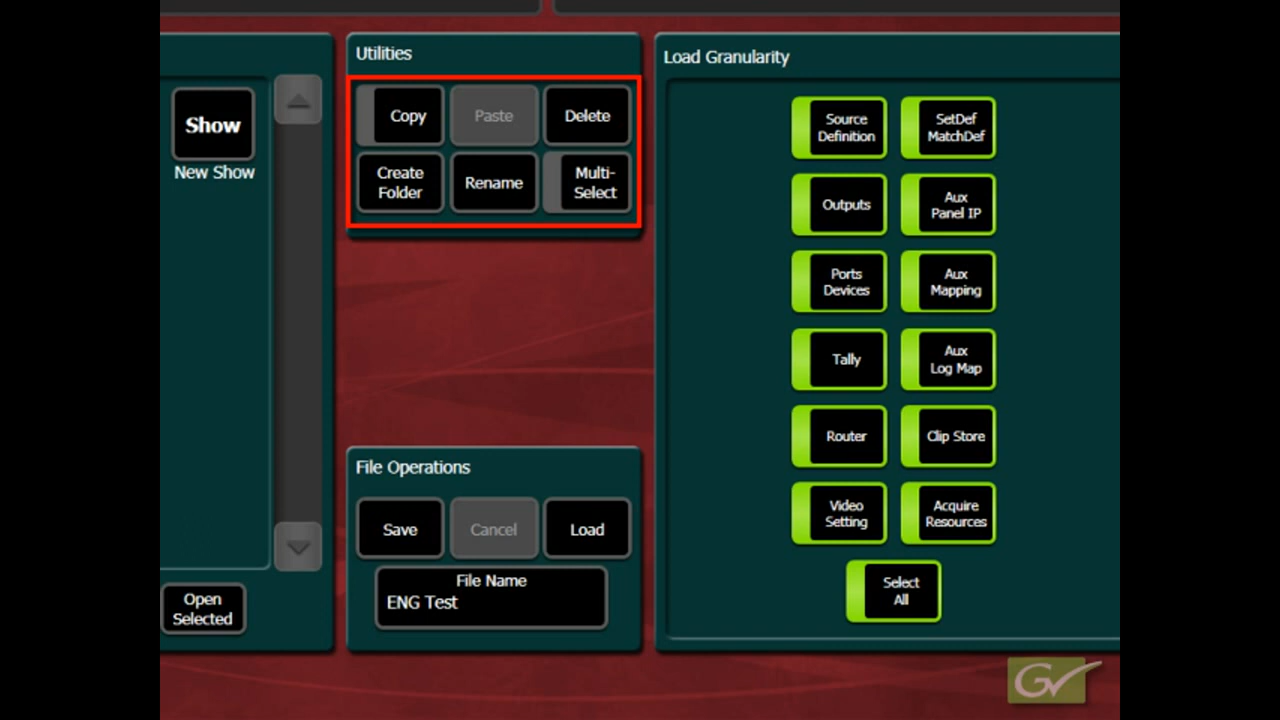 Show
New Show
Open
Selected
Utilities
Copy
Paste
Delete
Create
Folder
Rename
Multi-
Select
File Operations
Save
Cancel
Load
File Name
ENG Test
Load Granularity
Source
Definition
SetDef
MatchDef
Outputs
Aux
Panel IP
Ports
Devices
Aux
Mapping
Tally
Aux
Log Map
Router
Clip Store
Video
Setting
Acquire
Resources
Select
All
GV